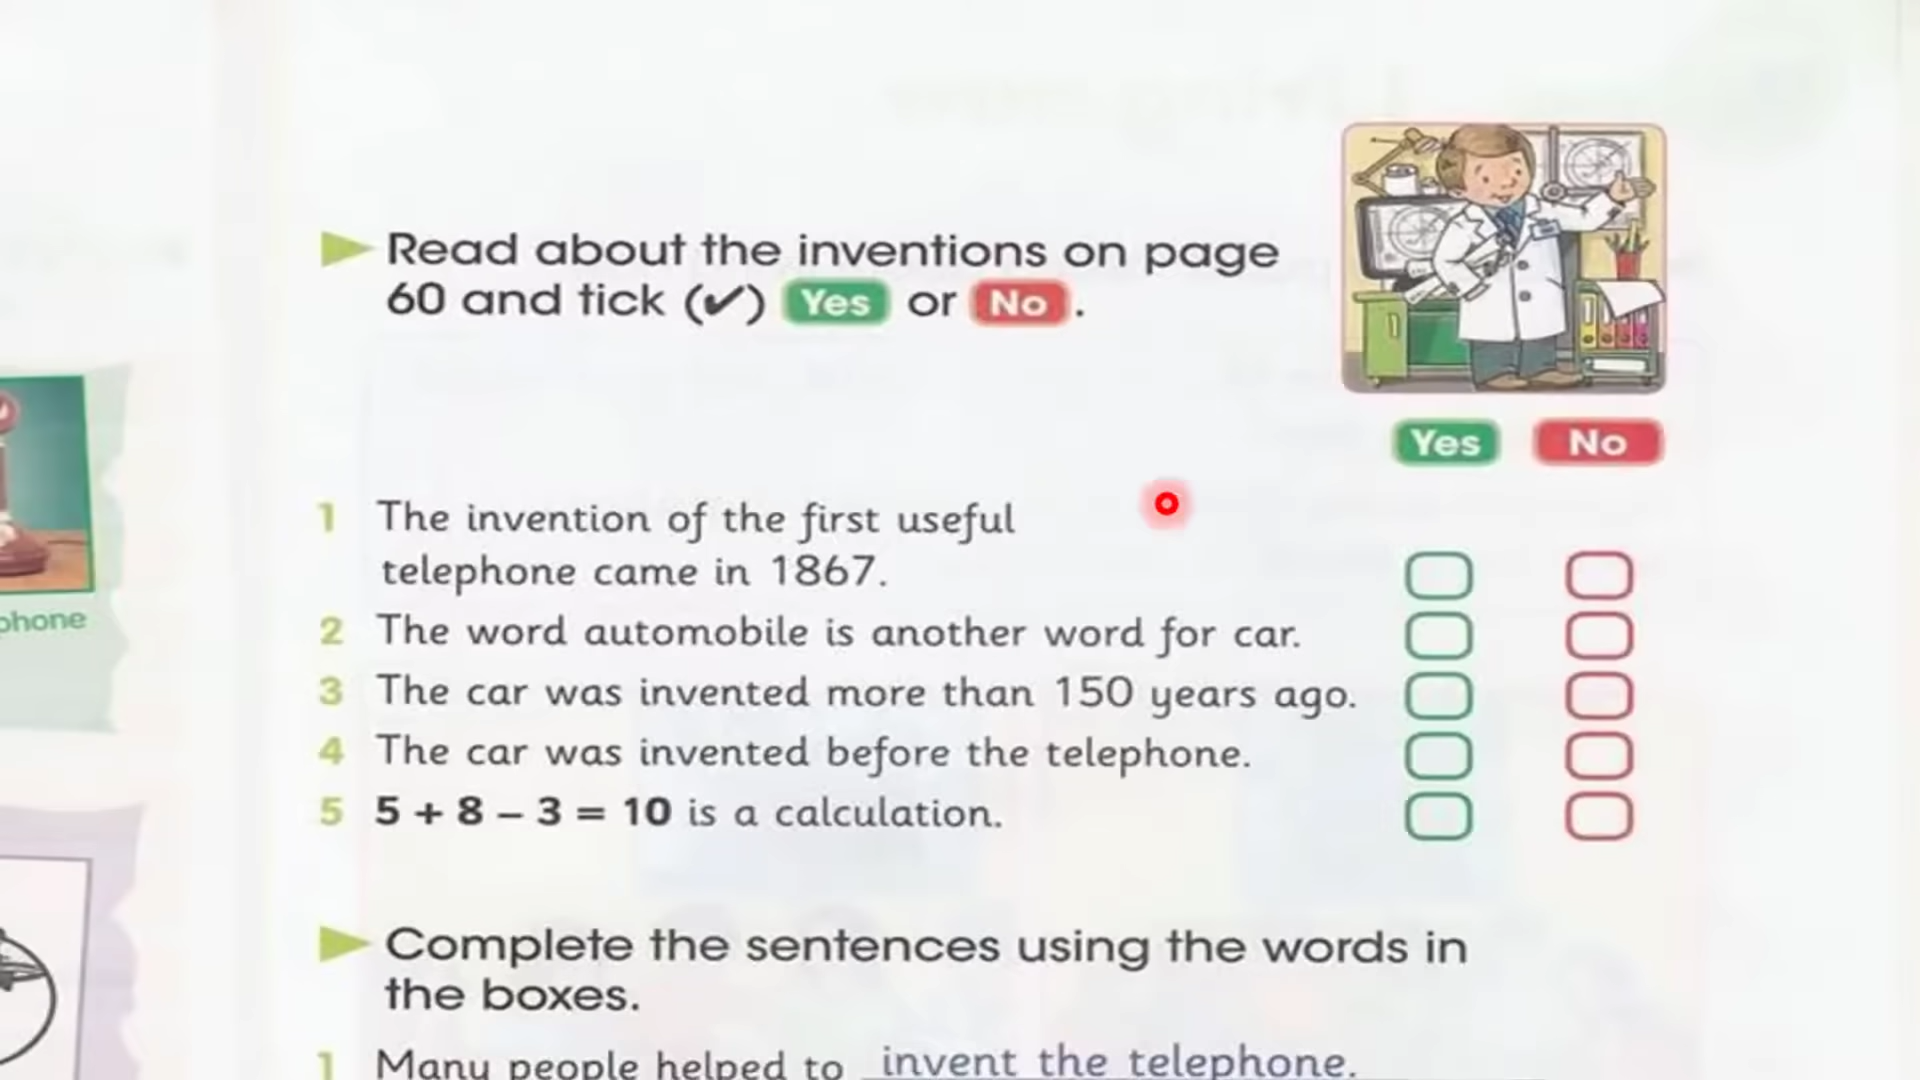 Read about the inventions on page
60 and tick (✔) Yes or No.
Yes No
phone
1 The invention of the first useful
telephone came in 1867.
2 The word automobile is another word for car.
3 The car was invented more than 150 years ago.
4 The car was invented before the telephone.
5 5 + 8 – 3 = 10 is a calculation.
Complete the sentences using the words in
the boxes.
1 Many people helped to invent the telephone.